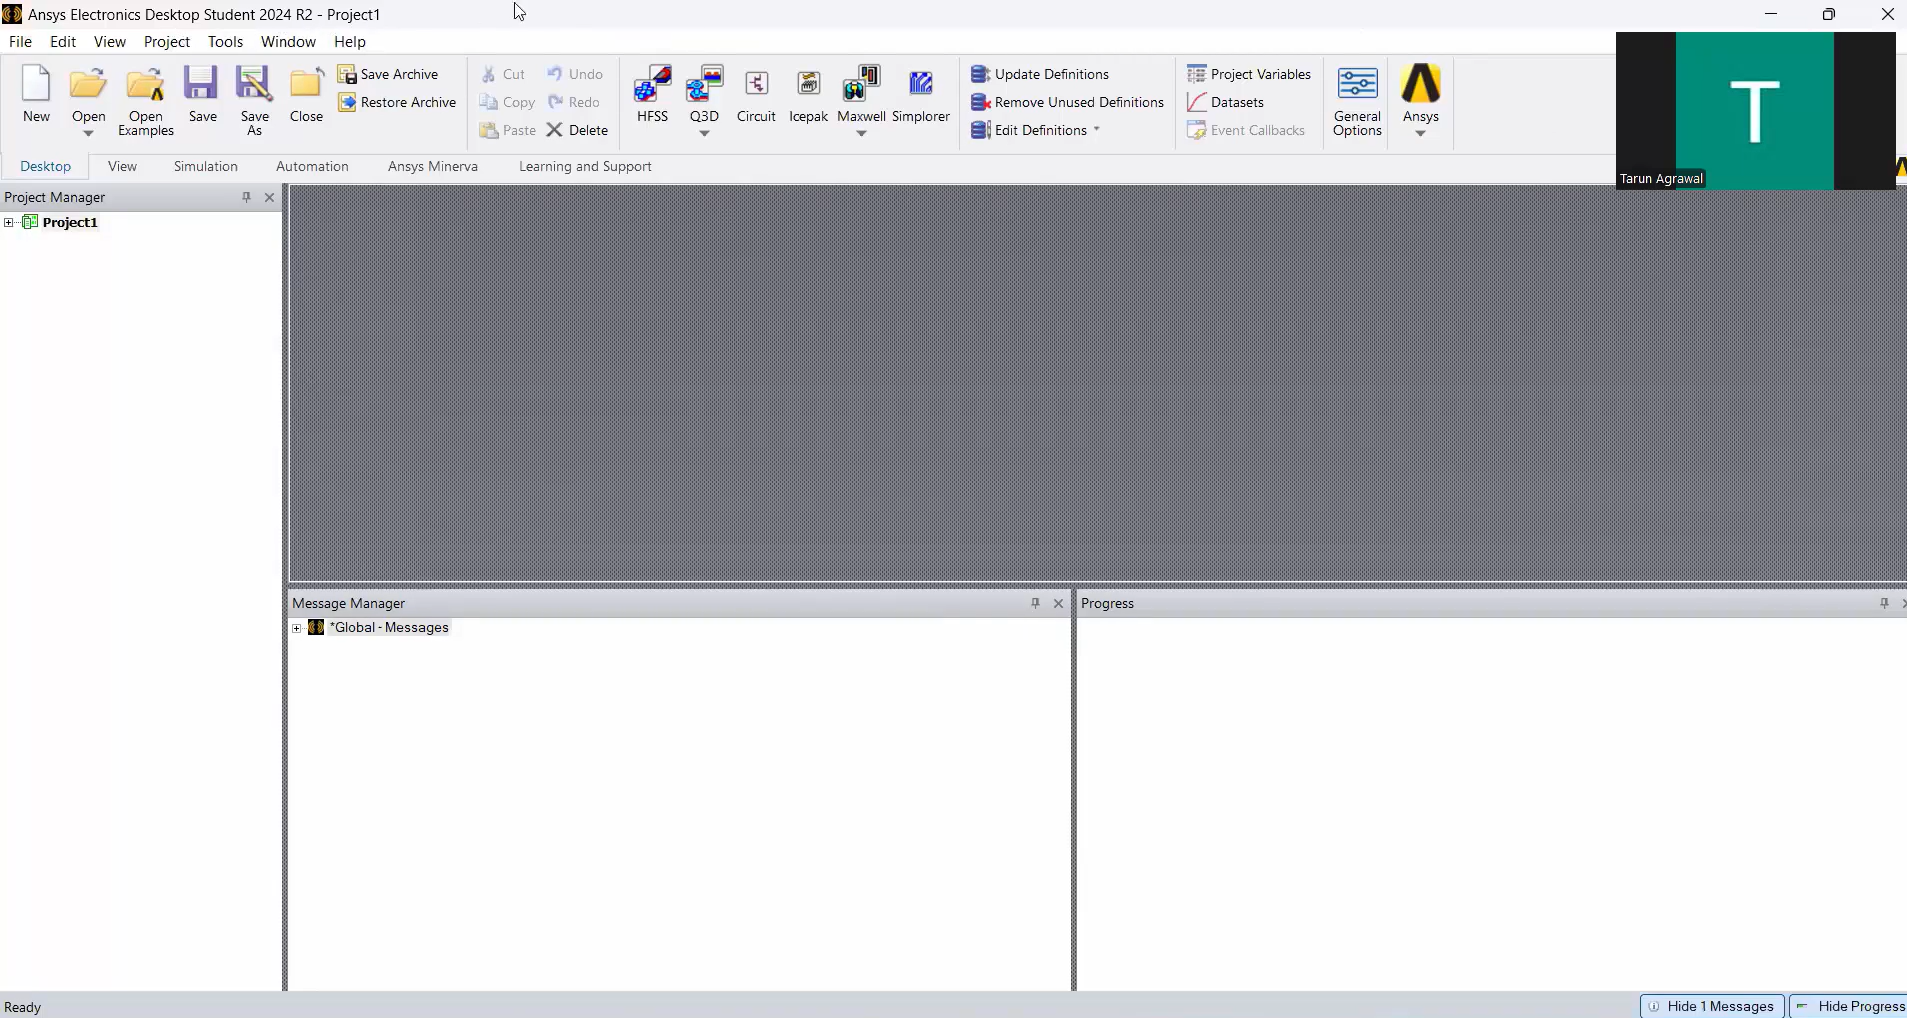 Ansys Electronics Desktop Student 2024 R2 - Project1
File Edit View Project Tools Window Help
New
Open
Open
Examples
Save
Save
As
Close
Save Archive
Restore Archive
Cut
Copy
Paste
Undo
Redo
Delete
HFSS
Q3D
Circuit
Icepak
Maxwell
Simplorer
Update Definitions
Remove Unused Definitions
Edit Definitions
Project Variables
Datasets
Event Callbacks
General
Options
Ansys
T
Tarun Agrawal
Desktop View Simulation Automation Ansys Minerva Learning and Support
Project Manager
Project1
Message Manager
*Global - Messages
Progress
Ready
Hide 1 Messages
Hide Progress